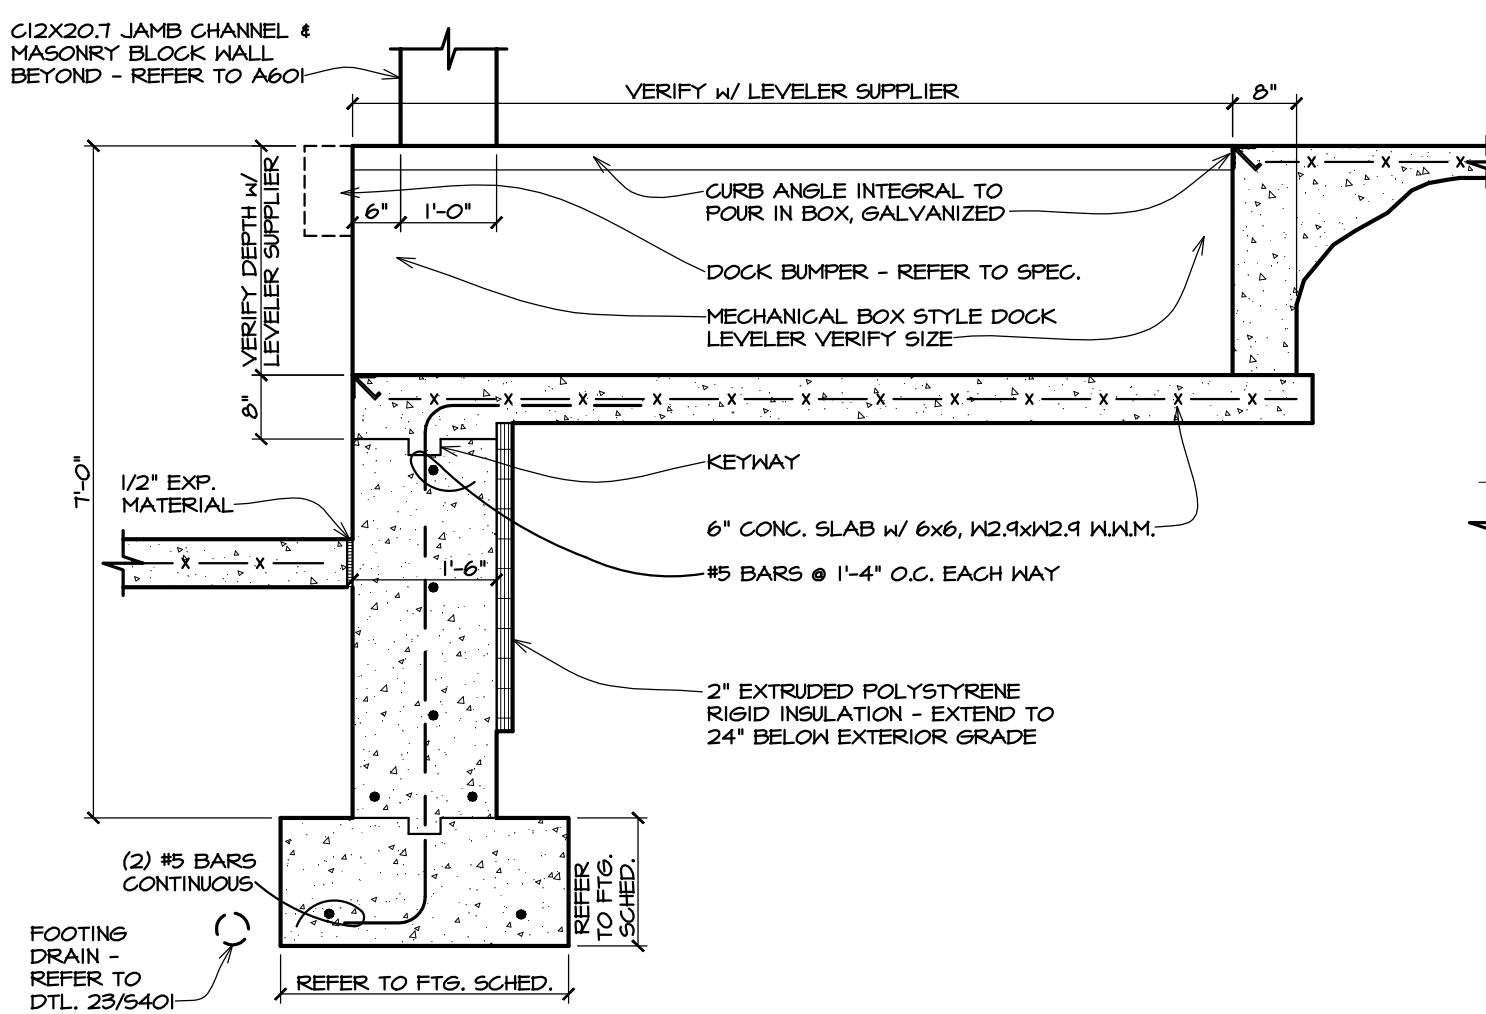 C12X20.7 JAMB CHANNEL &
MASONRY BLOCK WALL
BEYOND - REFER TO A601
VERIFY w/ LEVELER SUPPLIER
8"
VERIFY DEPTH w/
LEVELER SUPPLIER
6"
1'-0"
CURB ANGLE INTEGRAL TO
POUR IN BOX, GALVANIZED
DOCK BUMPER - REFER TO SPEC.
MECHANICAL BOX STYLE DOCK
LEVELER VERIFY SIZE
8"
7'-0"
KEYWAY
1/2" EXP.
MATERIAL
6" CONC. SLAB w/ 6x6, W2.9xW2.9 W.W.M.
1'-6"
#5 BARS @ 1'-4" O.C. EACH WAY
2" EXTRUDED POLYSTYRENE
RIGID INSULATION - EXTEND TO
24" BELOW EXTERIOR GRADE
(2) #5 BARS
CONTINUOUS
REFER
TO FTG.
SCHED.
FOOTING
DRAIN -
REFER TO
DTL. 23/S401
REFER TO FTG. SCHED.